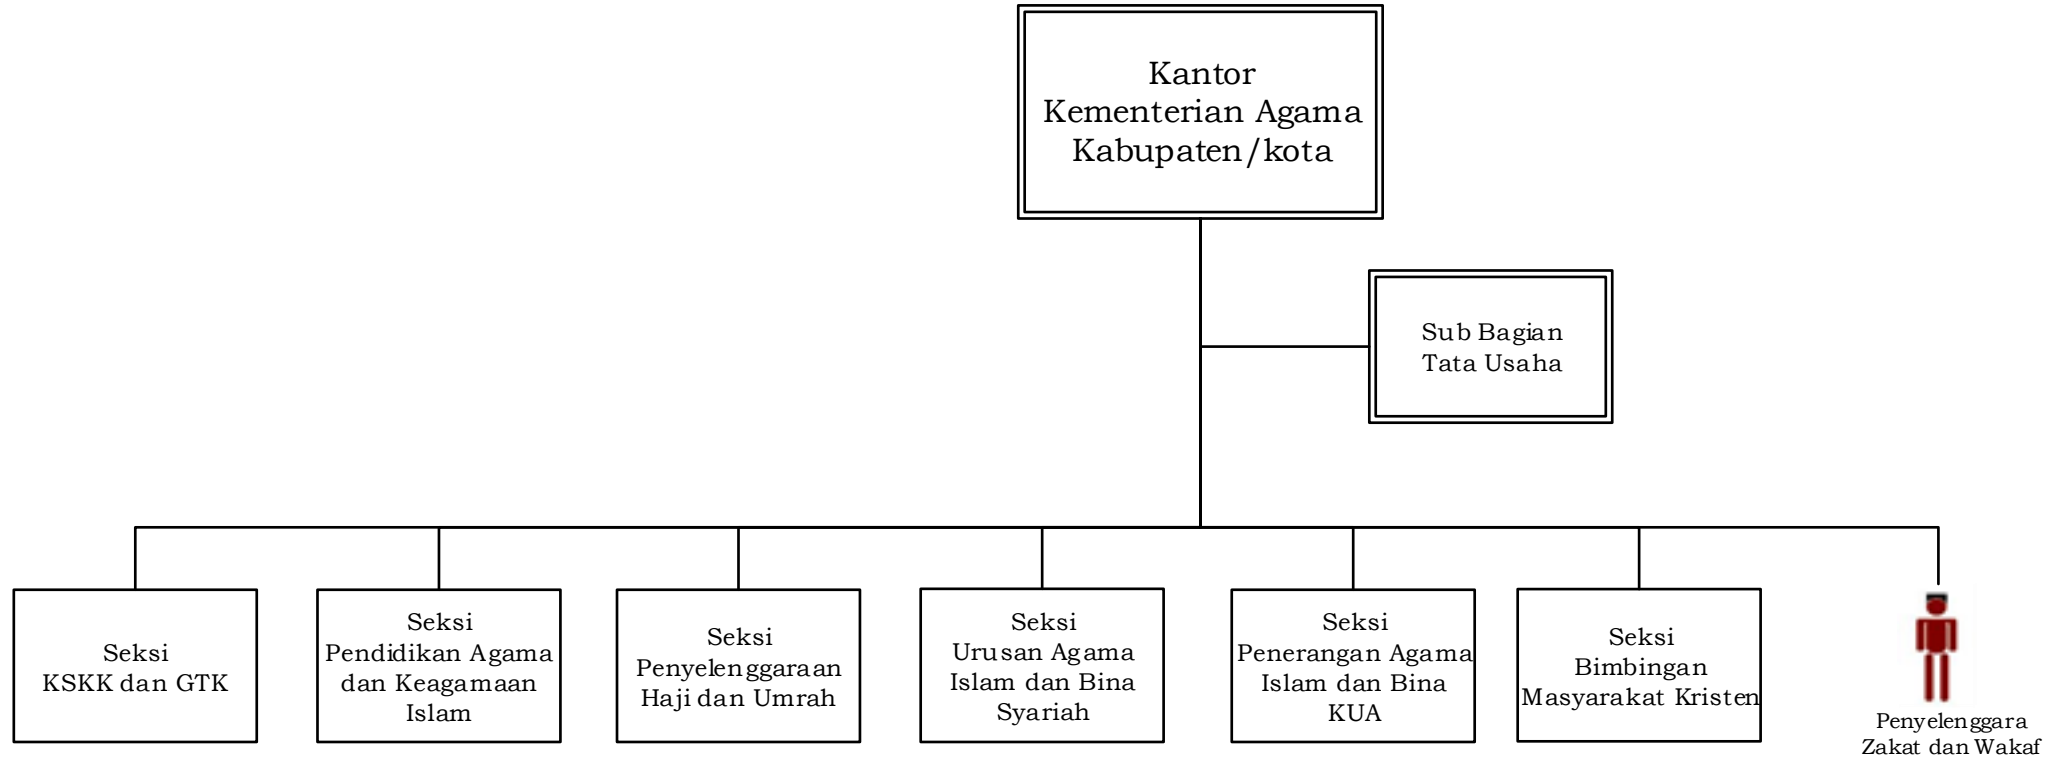 Kantor
Kementerian Agama
Kabupaten/kota
Sub Bagian
Tata Usaha
Seksi
KSKK dan GTK
Seksi
Pendidikan Agama
dan Keagamaan
Islam
Seksi
Penyelenggaraan
Haji dan Umrah
Seksi
Urusan Agama
Islam dan Bina
Syariah
Seksi
Penerangan Agama
Islam dan Bina
KUA
Seksi
Bimbingan
Masyarakat Kristen
Penyelenggara
Zakat dan Wakaf